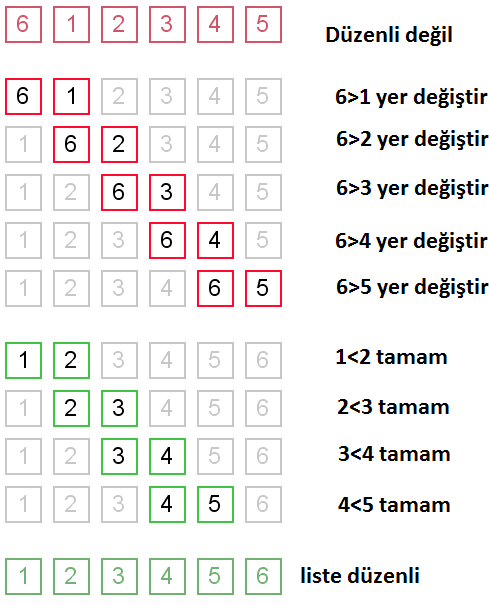 6 1 2 3 4 5 Düzenli değil
6 1 2 3 4 5 6>1 yer değiştir
1 6 2 3 4 5 6>2 yer değiştir
1 2 6 3 4 5 6>3 yer değiştir
1 2 3 6 4 5 6>4 yer değiştir
1 2 3 4 6 5 6>5 yer değiştir
1 2 3 4 5 6 1<2 tamam
1 2 3 4 5 6 2<3 tamam
1 2 3 4 5 6 3<4 tamam
1 2 3 4 5 6 4<5 tamam
1 2 3 4 5 6 liste düzenli